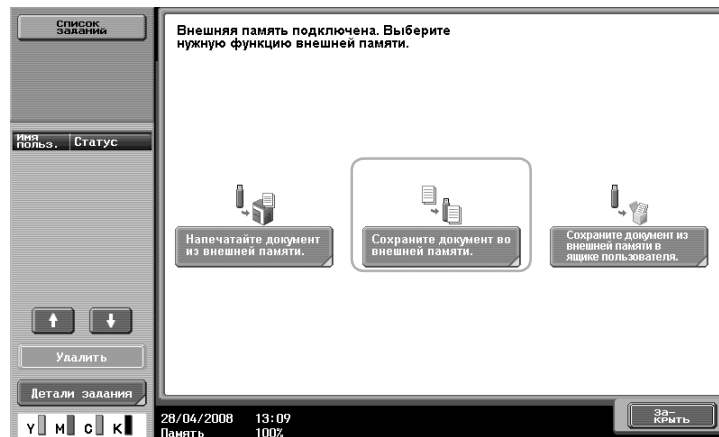 Список
заданий
Внешняя память подключена. Выберите
нужную функцию внешней памяти.
Имя
польз.
Статус
Напечатайте документ
из внешней памяти.
Сохраните документ во
внешней памяти.
Сохраните документ из
внешней памяти в
ящике пользователя.
Удалить
Детали задания
Y M C K
28/04/2008 13:09
Память 100%
За-
крыть